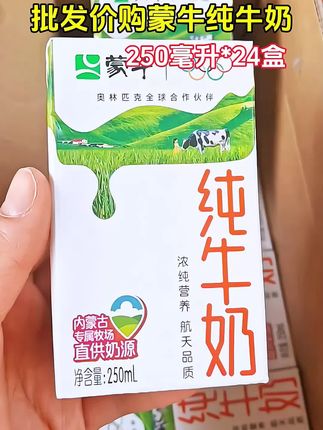 批发价购蒙牛纯牛奶
250毫升*24盒
蒙牛
奥林匹克全球合作伙伴
纯牛奶
浓纯营养 航天品质
内蒙古
专属牧场
直供奶源
净含量:250mL